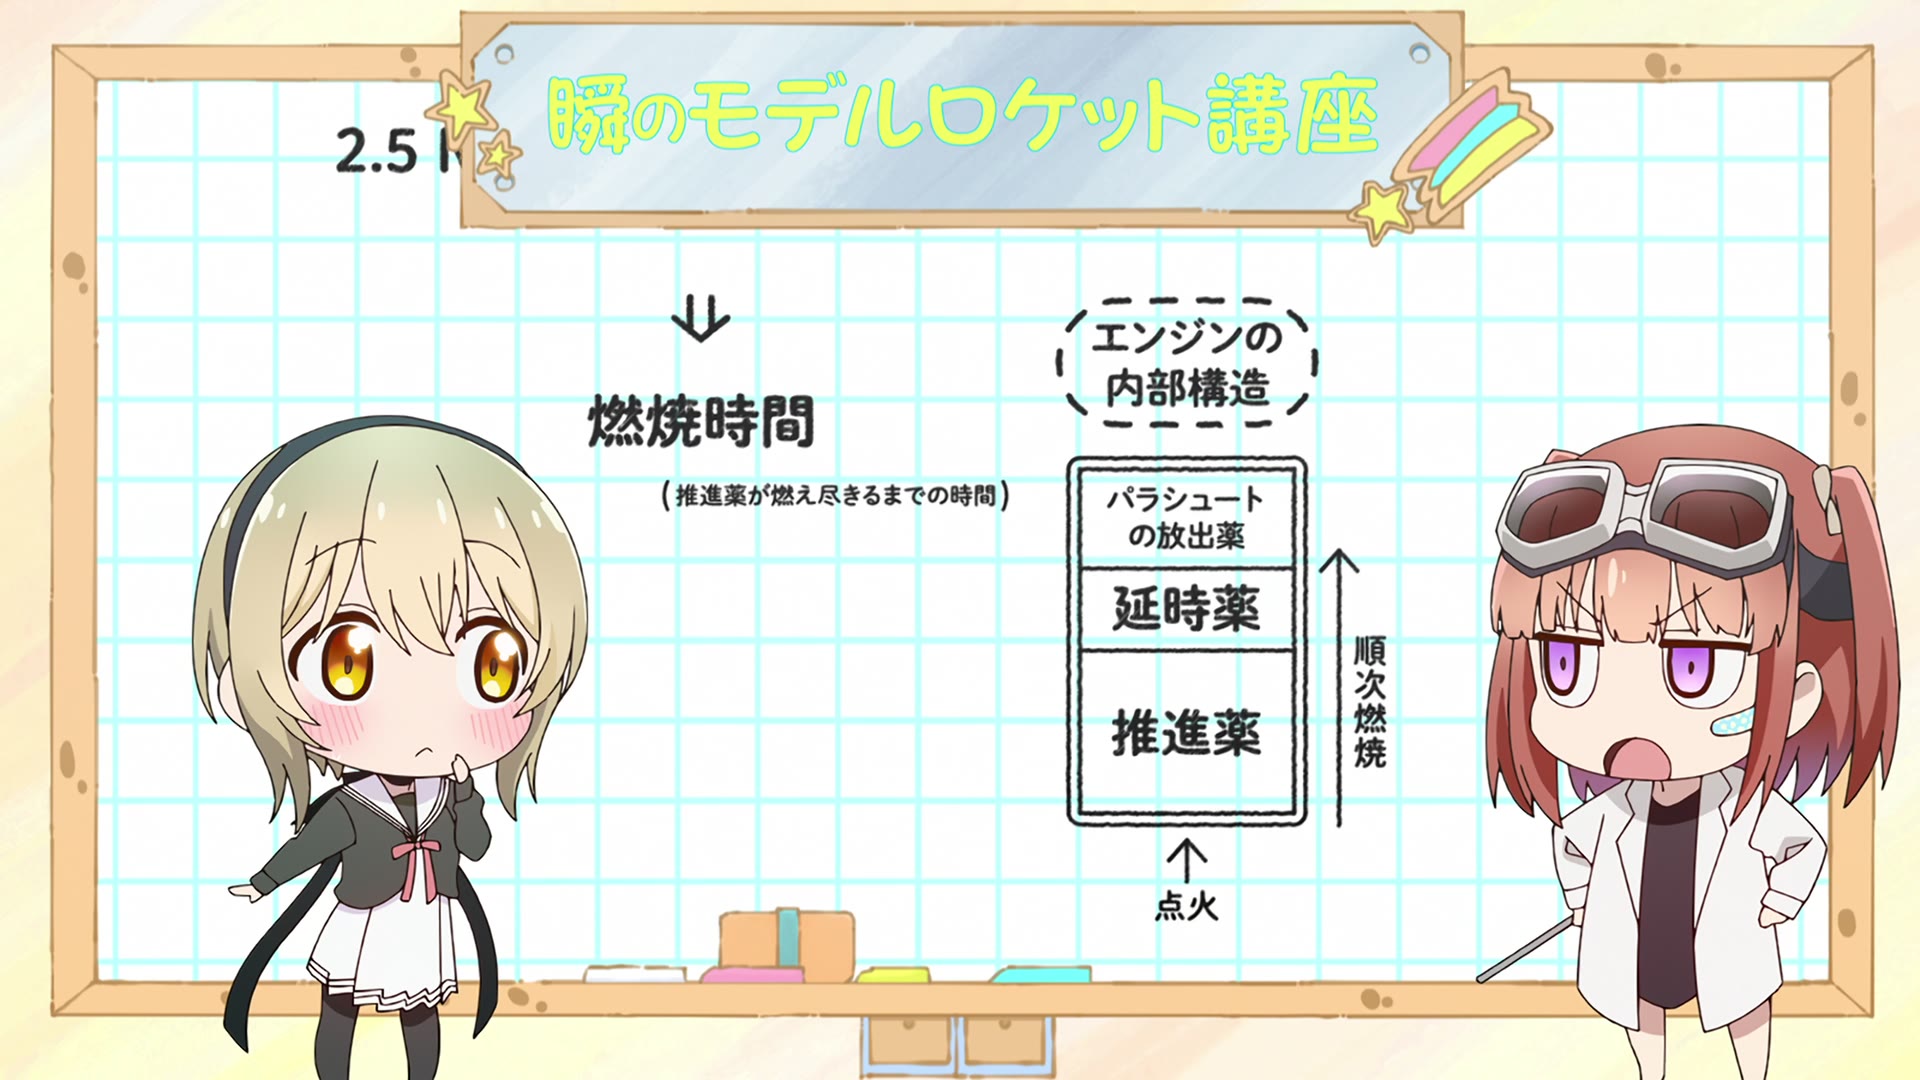 瞬のモデルロケット講座
2.5
燃焼時間
(推進薬が燃え尽きるまでの時間)
エンジンの
内部構造
パラシュート
の放出薬
延時薬
推進薬
順次燃焼
点火